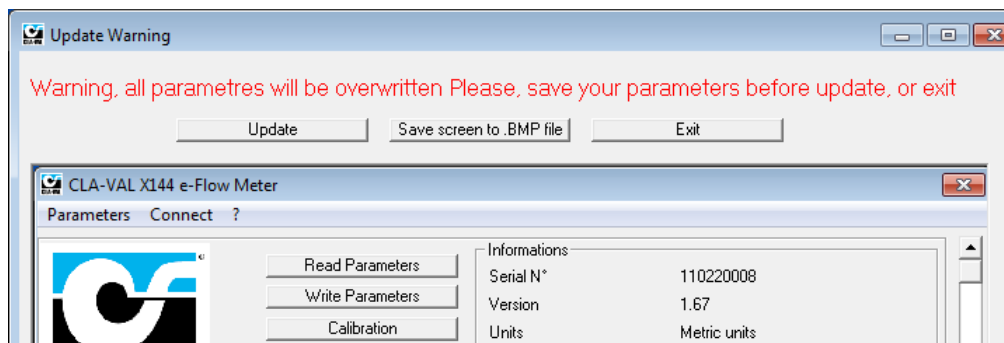 Update Warning
Warning, all parametres will be overwritten Please, save your parameters before update, or exit
Update Save screen to .BMP file Exit
CLA-VAL X144 e-Flow Meter
Parameters Connect ?
Informations
Read Parameters
Serial N° 110220008
Write Parameters
Version 1.67
Calibration
Units Metric units